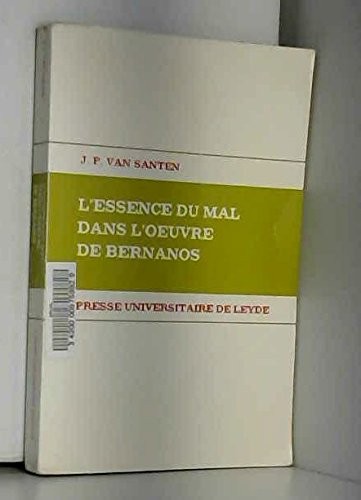 J. P. VAN SANTEN
L'ESSENCE DU MAL
DANS L'OEUVRE
DE BERNANOS
PRESSE UNIVERSITAIRE DE LEYDE